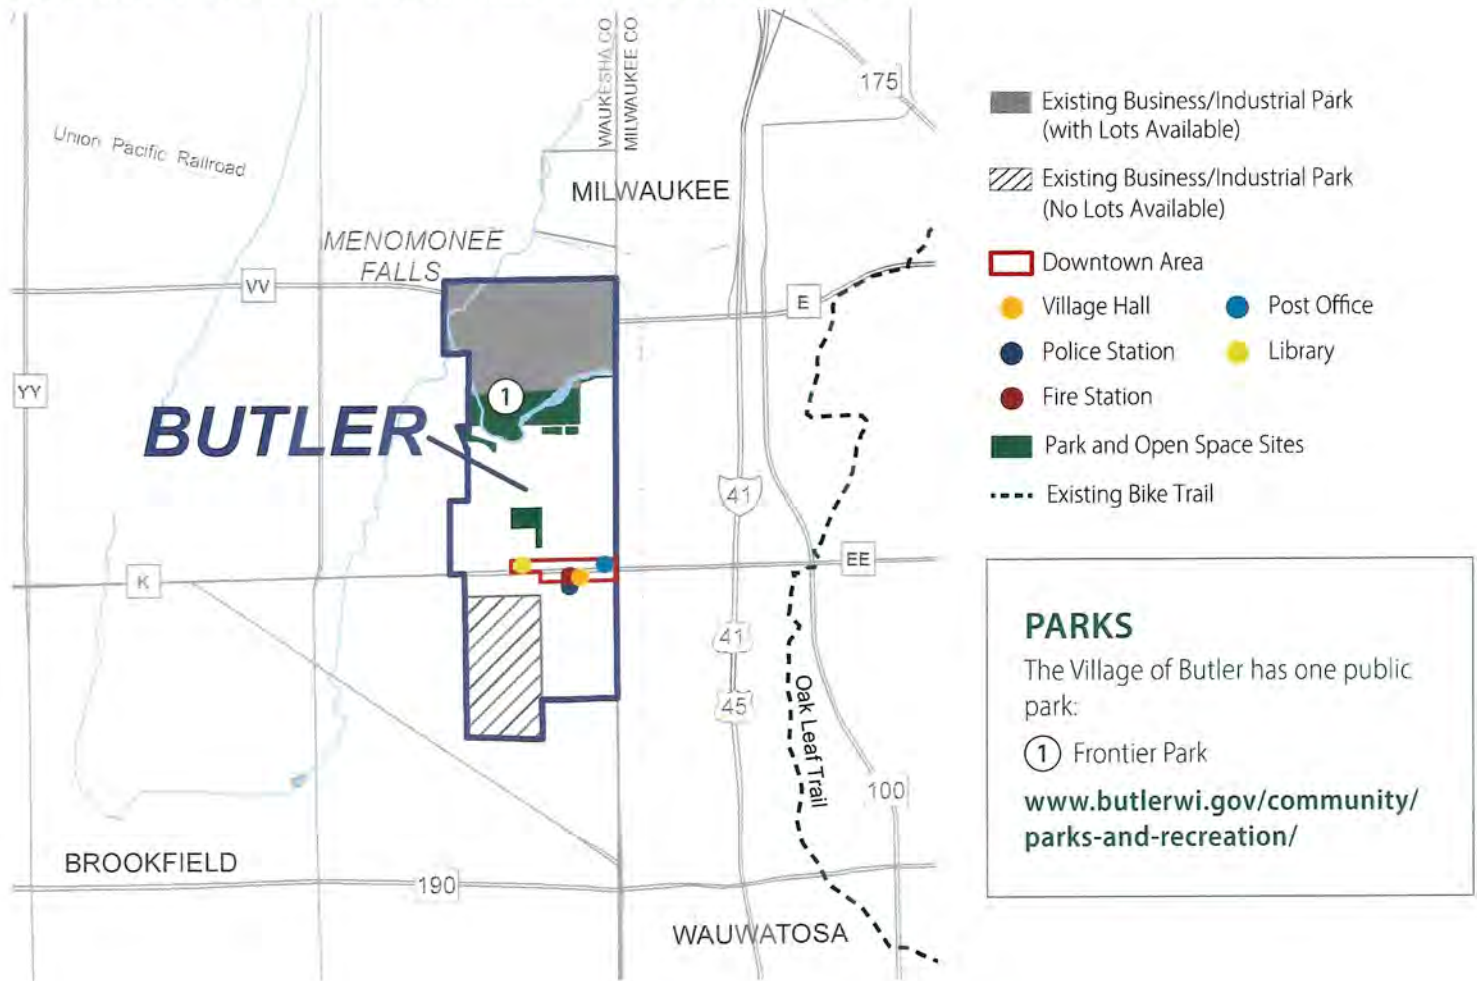 WAUKESHA CO
MILWAUKEE CO
175
Union Pacific Railroad
MILWAUKEE
MENOMONEE
FALLS
VV
E
YY
1
BUTLER
41
K
EE
41
45
Oak Leaf Trail
100
BROOKFIELD
190
WAUWATOSA
Existing Business/Industrial Park
(with Lots Available)
Existing Business/Industrial Park
(No Lots Available)
Downtown Area
Village Hall
Post Office
Police Station
Library
Fire Station
Park and Open Space Sites
Existing Bike Trail
PARKS
The Village of Butler has one public
park:
1 Frontier Park
www.butlerwi.gov/community/
parks-and-recreation/